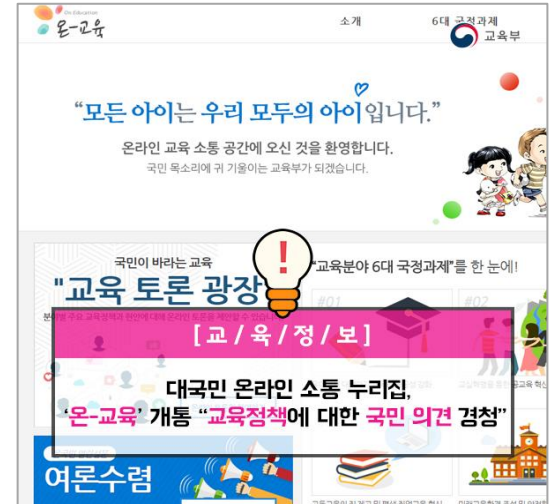 On Education
온-교육
소개
6대 국정과제
교육부
“모든 아이는 우리 모두의 아이입니다.”
온라인 교육 소통 공간에 오신 것을 환영합니다.
국민 목소리에 귀 기울이는 교육부가 되겠습니다.
국민이 바라는 교육
"교육 토론 광장"
"교육분야 6대 국정과제"를 한 눈에!
#01
#02
[교/육/정/보]
대국민 온라인 소통 누리집,
‘온-교육’ 개통 “교육정책에 대한 국민 의견 경청”
여론수렴